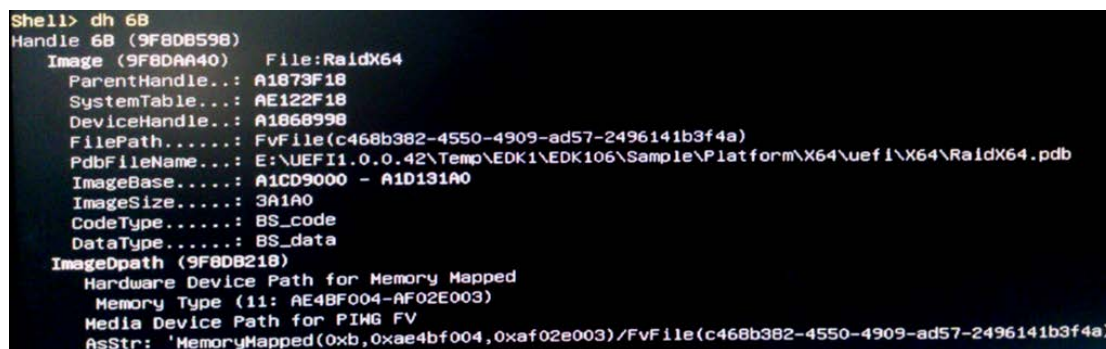 Shell> dh 6B
Handle 6B (9F8DB598)
Image (9F8DAA40) File:RaidX64
ParentHandle..: A1873F18
SystemTable...: AE122F18
DeviceHandle..: A1868998
FilePath......: FvFile(c468b382-4550-4909-ad57-2496141b3f4a)
PdbFileName...: E:\UEFI1.0.0.42\Temp\EDK1\EDK106\Sample\Platform\X64\uefi\X64\RaidX64.pdb
ImageBase.....: A1CD9000 - A1D131A0
ImageSize.....: 3A1A0
CodeType......: BS_code
DataType......: BS_data
ImageDpath (9F8DB218)
Hardware Device Path for Memory Mapped
Memory Type (11: AE4BF004-AF02E003)
Media Device Path for PIWG FV
AsStr: 'MemoryMapped(0xb,0xae4bf004,0xaf02e003)/FvFile(c468b382-4550-4909-ad57-2496141b3f4a)